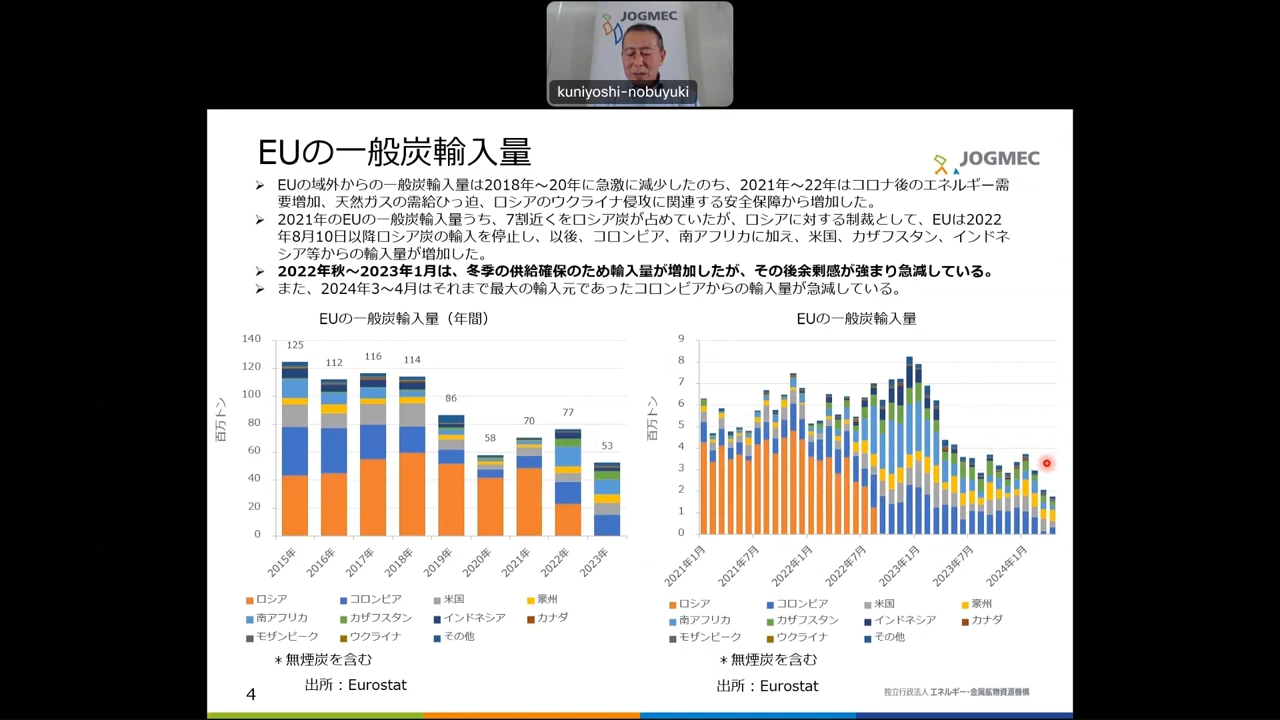 JOGMEC
kuniyoshi-nobuyuki
EUの一般炭輸入量
JOGMEC
➢ EUの域外からの一般炭輸入量は2018年～20年に急激に減少したのち、2021年～22年はコロナ後のエネルギー需
要増加、天然ガスの需給ひっ迫、ロシアのウクライナ侵攻に関連する安全保障から増加した。
➢ 2021年のEUの一般炭輸入量うち、7割近くをロシア炭が占めていたが、ロシアに対する制裁として、EUは2022
年8月10日以降ロシア炭の輸入を停止し、以後、コロンビア、南アフリカに加え、米国、カザフスタン、インドネ
シア等からの輸入量が増加した。
➢ 2022年秋～2023年1月は、冬季の供給確保のため輸入量が増加したが、その後余剰感が強まり急減している。
➢ また、2024年3～4月はそれまで最大の輸入元であったコロンビアからの輸入量が急減している。
EUの一般炭輸入量（年間）
百万トン
140
120
100
80
60
40
20
0
125
112
116
114
86
58
70
77
53
2015年
2016年
2017年
2018年
2019年
2020年
2021年
2022年
2023年
ロシア コロンビア 米国 豪州
南アフリカ カザフスタン インドネシア カナダ
モザンビーク ウクライナ その他
＊無煙炭を含む
出所：Eurostat
EUの一般炭輸入量
百万トン
9
8
7
6
5
4
3
2
1
0
2021年1月
2021年7月
2022年1月
2022年7月
2023年1月
2023年7月
2024年1月
ロシア コロンビア 米国 豪州
南アフリカ カザフスタン インドネシア カナダ
モザンビーク ウクライナ その他
＊無煙炭を含む
出所：Eurostat
4
独立行政法人 エネルギー・金属鉱物資源機構